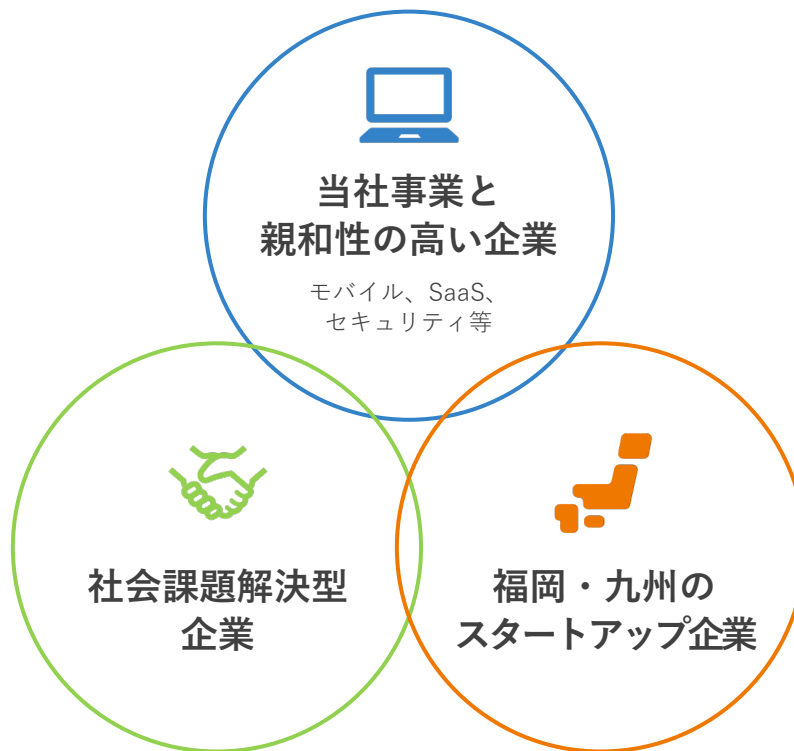 当社事業と
親和性の高い企業
モバイル、SaaS、
セキュリティ等
社会課題解決型
企業
福岡・九州の
スタートアップ企業